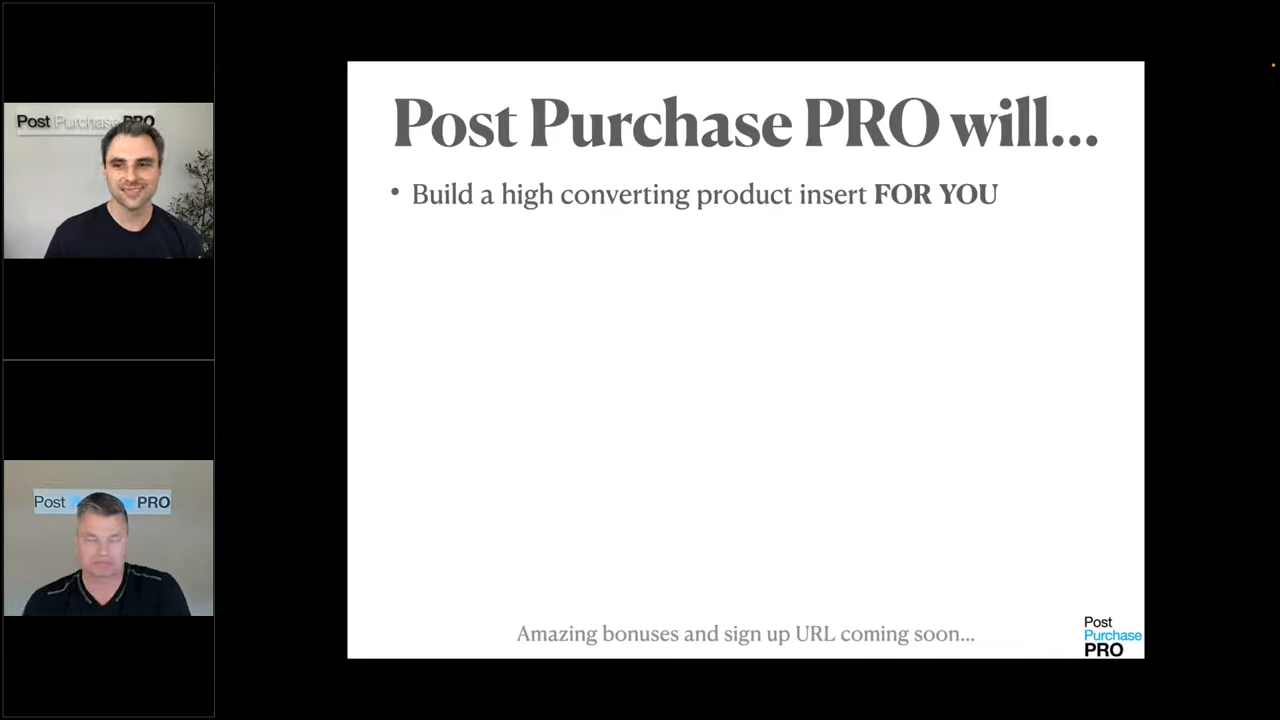 Post Purchase PRO
Post PRO
Post Purchase PRO will...
• Build a high converting product insert FOR YOU
Amazing bonuses and sign up URL coming soon...
Post
Purchase
PRO